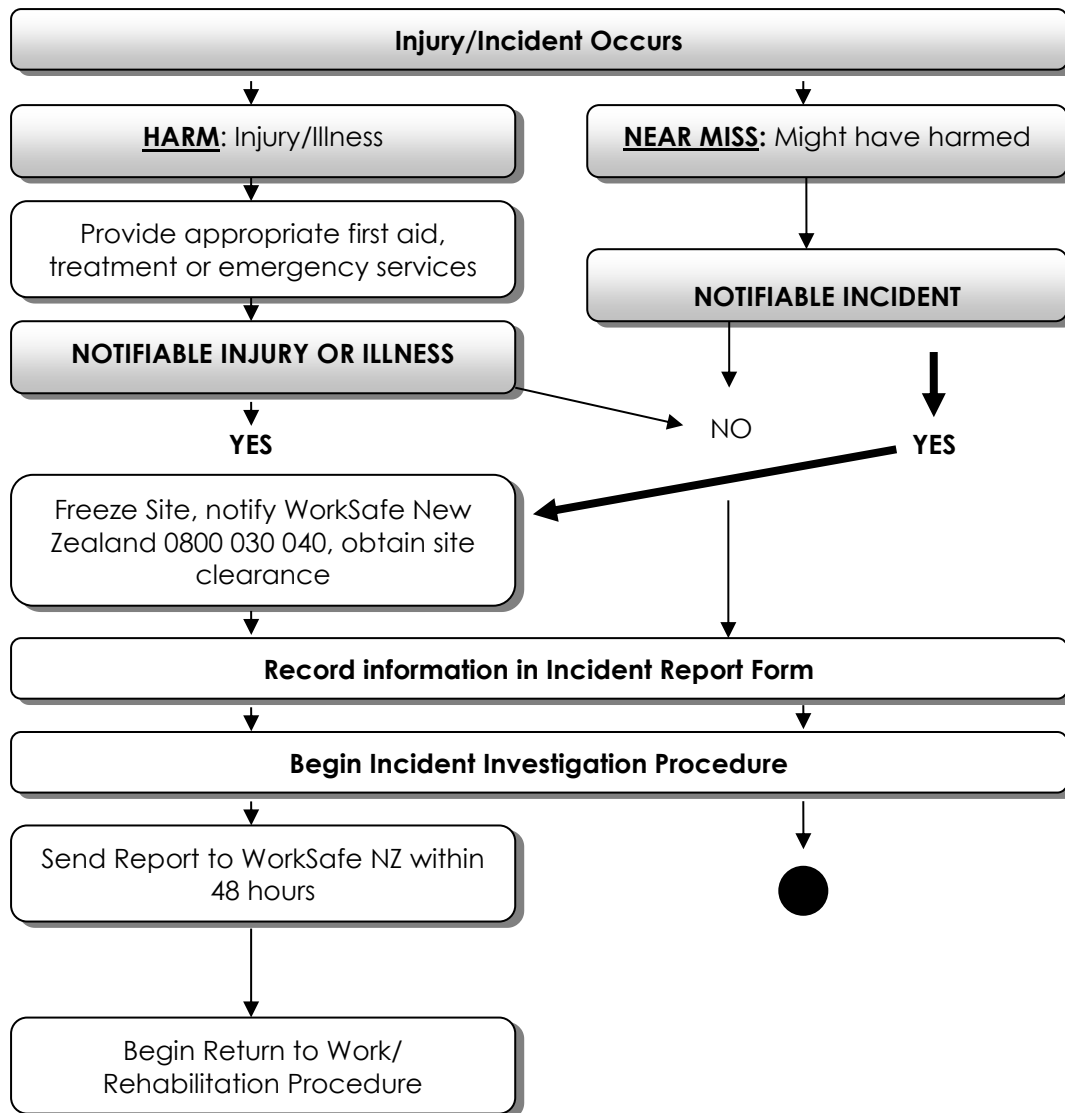 Injury/Incident Occurs
HARM: Injury/Illness
NEAR MISS: Might have harmed
Provide appropriate first aid,
treatment or emergency services
NOTIFIABLE INCIDENT
NOTIFIABLE INJURY OR ILLNESS
YES
NO
YES
Freeze Site, notify WorkSafe New
Zealand 0800 030 040, obtain site
clearance
Record information in Incident Report Form
Begin Incident Investigation Procedure
Send Report to WorkSafe NZ within
48 hours
Begin Return to Work/
Rehabilitation Procedure